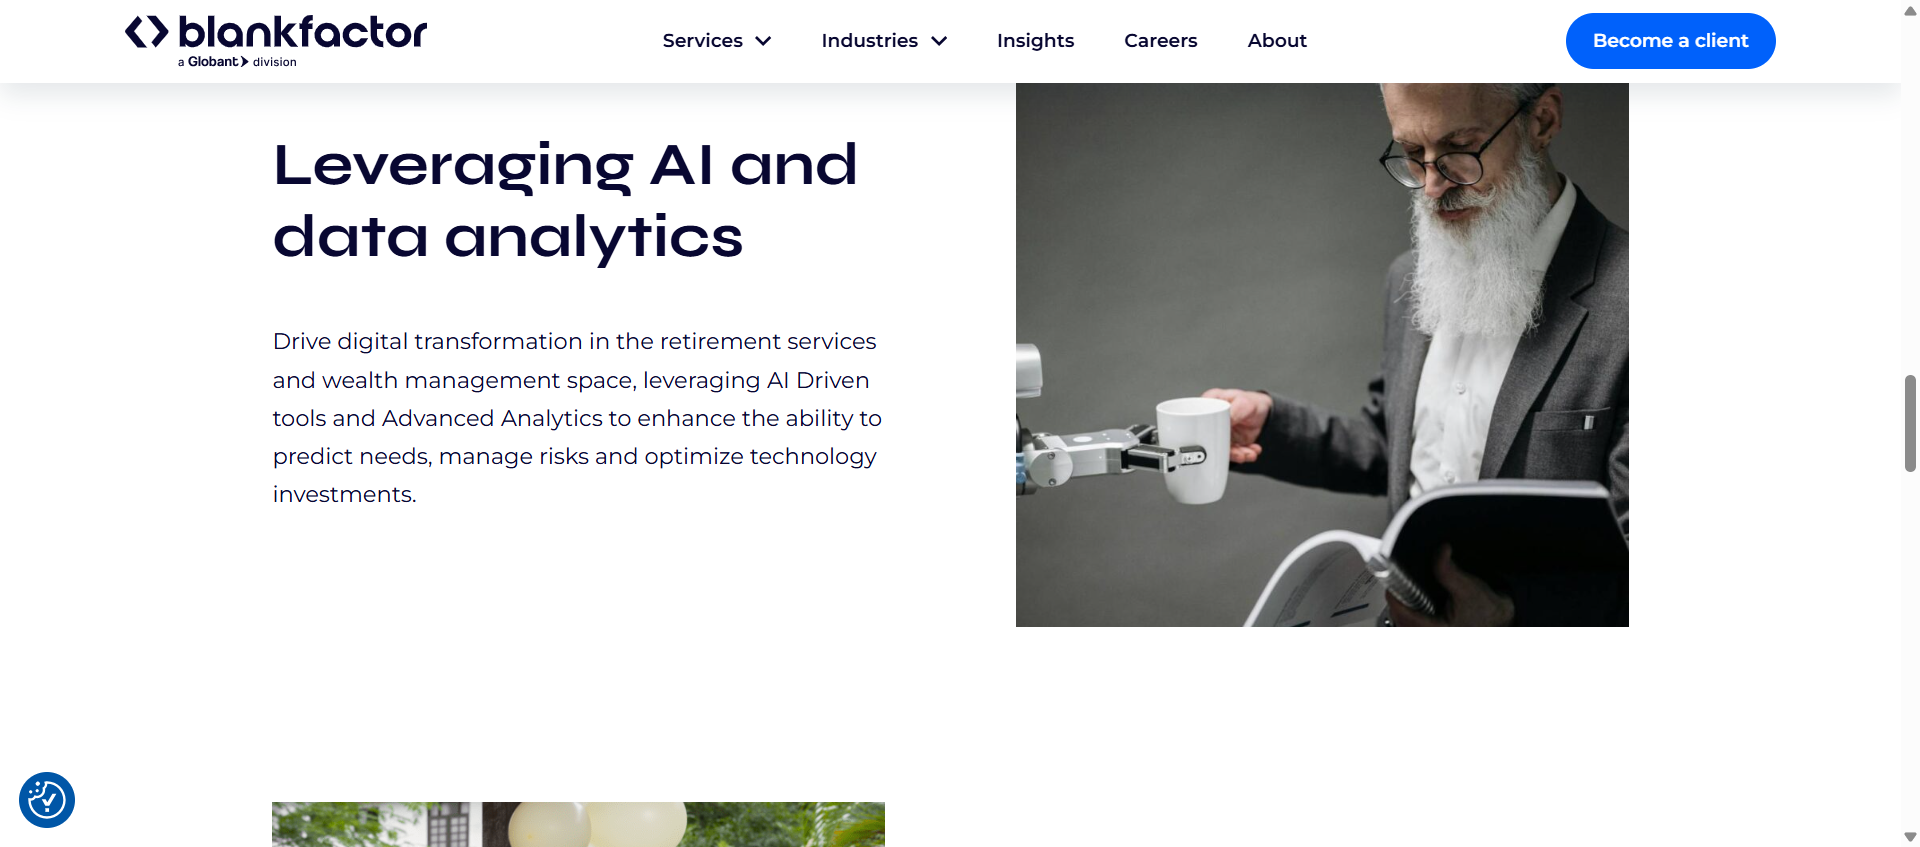 blankfactor
a Globant division
Services
Industries
Insights
Careers
About
Become a client
Leveraging AI and
data analytics
Drive digital transformation in the retirement services
and wealth management space, leveraging AI Driven
tools and Advanced Analytics to enhance the ability to
predict needs, manage risks and optimize technology
investments.